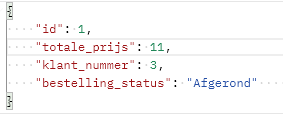 {
    "id": 1,
    "totale_prijs": 11,
    "klant_nummer": 3,
    "bestelling_status": "Afgerond"
}